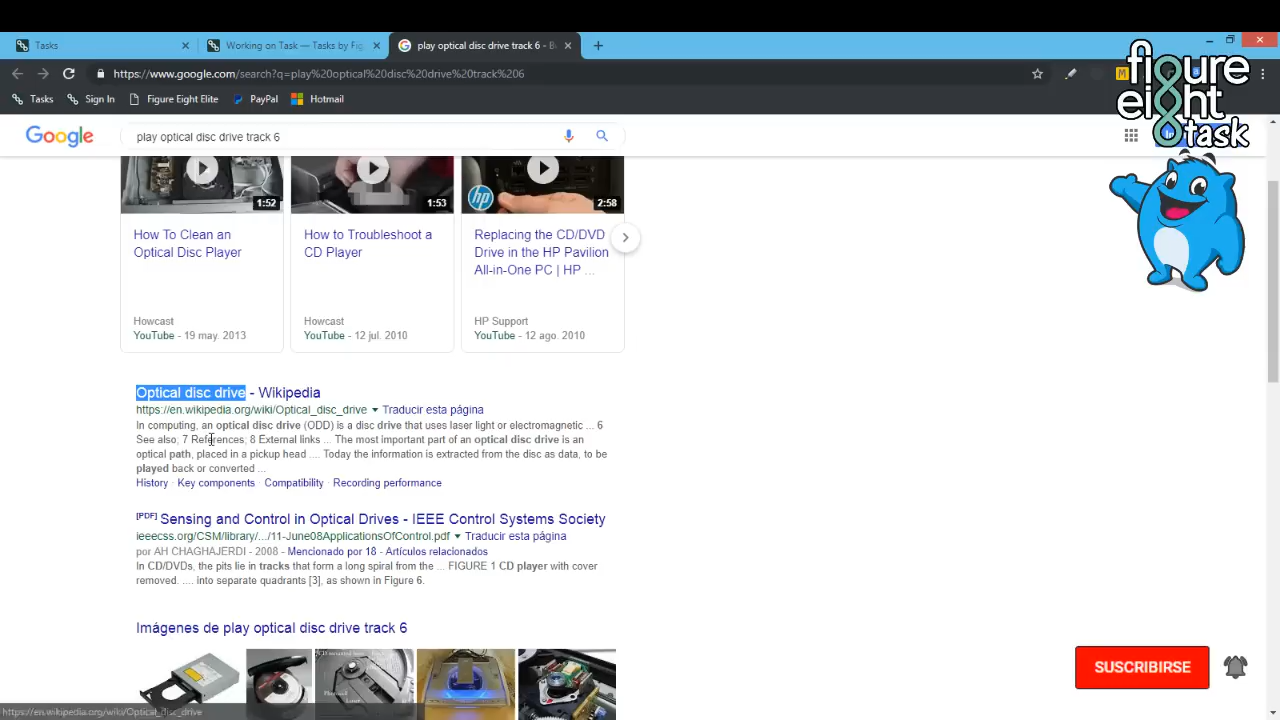 Tasks
Working on Task — Tasks by Fig
play optical disc drive track 6 - B
https://www.google.com/search?q=play%20optical%20disc%20drive%20track%206
Tasks
Sign In
Figure Eight Elite
PayPal
Hotmail
figure
eight
task
Google
play optical disc drive track 6
1:52
1:53
hp
2:58
How To Clean an
Optical Disc Player
Howcast
YouTube - 19 may. 2013
How to Troubleshoot a
CD Player
Howcast
YouTube - 12 jul. 2010
Replacing the CD/DVD
Drive in the HP Pavilion
All-in-One PC | HP ...
HP Support
YouTube - 12 ago. 2010
Optical disc drive - Wikipedia
https://en.wikipedia.org/wiki/Optical_disc_drive Traducir esta página
In computing, an optical disc drive (ODD) is a disc drive that uses laser light or electromagnetic ... 6
See also; 7 References; 8 External links ... The most important part of an optical disc drive is an
optical path, placed in a pickup head .... Today the information is extracted from the disc as data, to be
played back or converted ...
History · Key components · Compatibility · Recording performance
[PDF] Sensing and Control in Optical Drives - IEEE Control Systems Society
ieeecss.org/CSM/library/.../11-June08ApplicationsOfControl.pdf Traducir esta página
por AH CHAGHAJERDI - 2008 - Mencionado por 18 - Artículos relacionados
In CD/DVDs, the pits lie in tracks that form a long spiral from the ... FIGURE 1 CD player with cover
removed. .... into separate quadrants [3], as shown in Figure 6.
Imágenes de play optical disc drive track 6
SUSCRIBIRSE
https://en.wikipedia.org/wiki/Optical_disc_drive